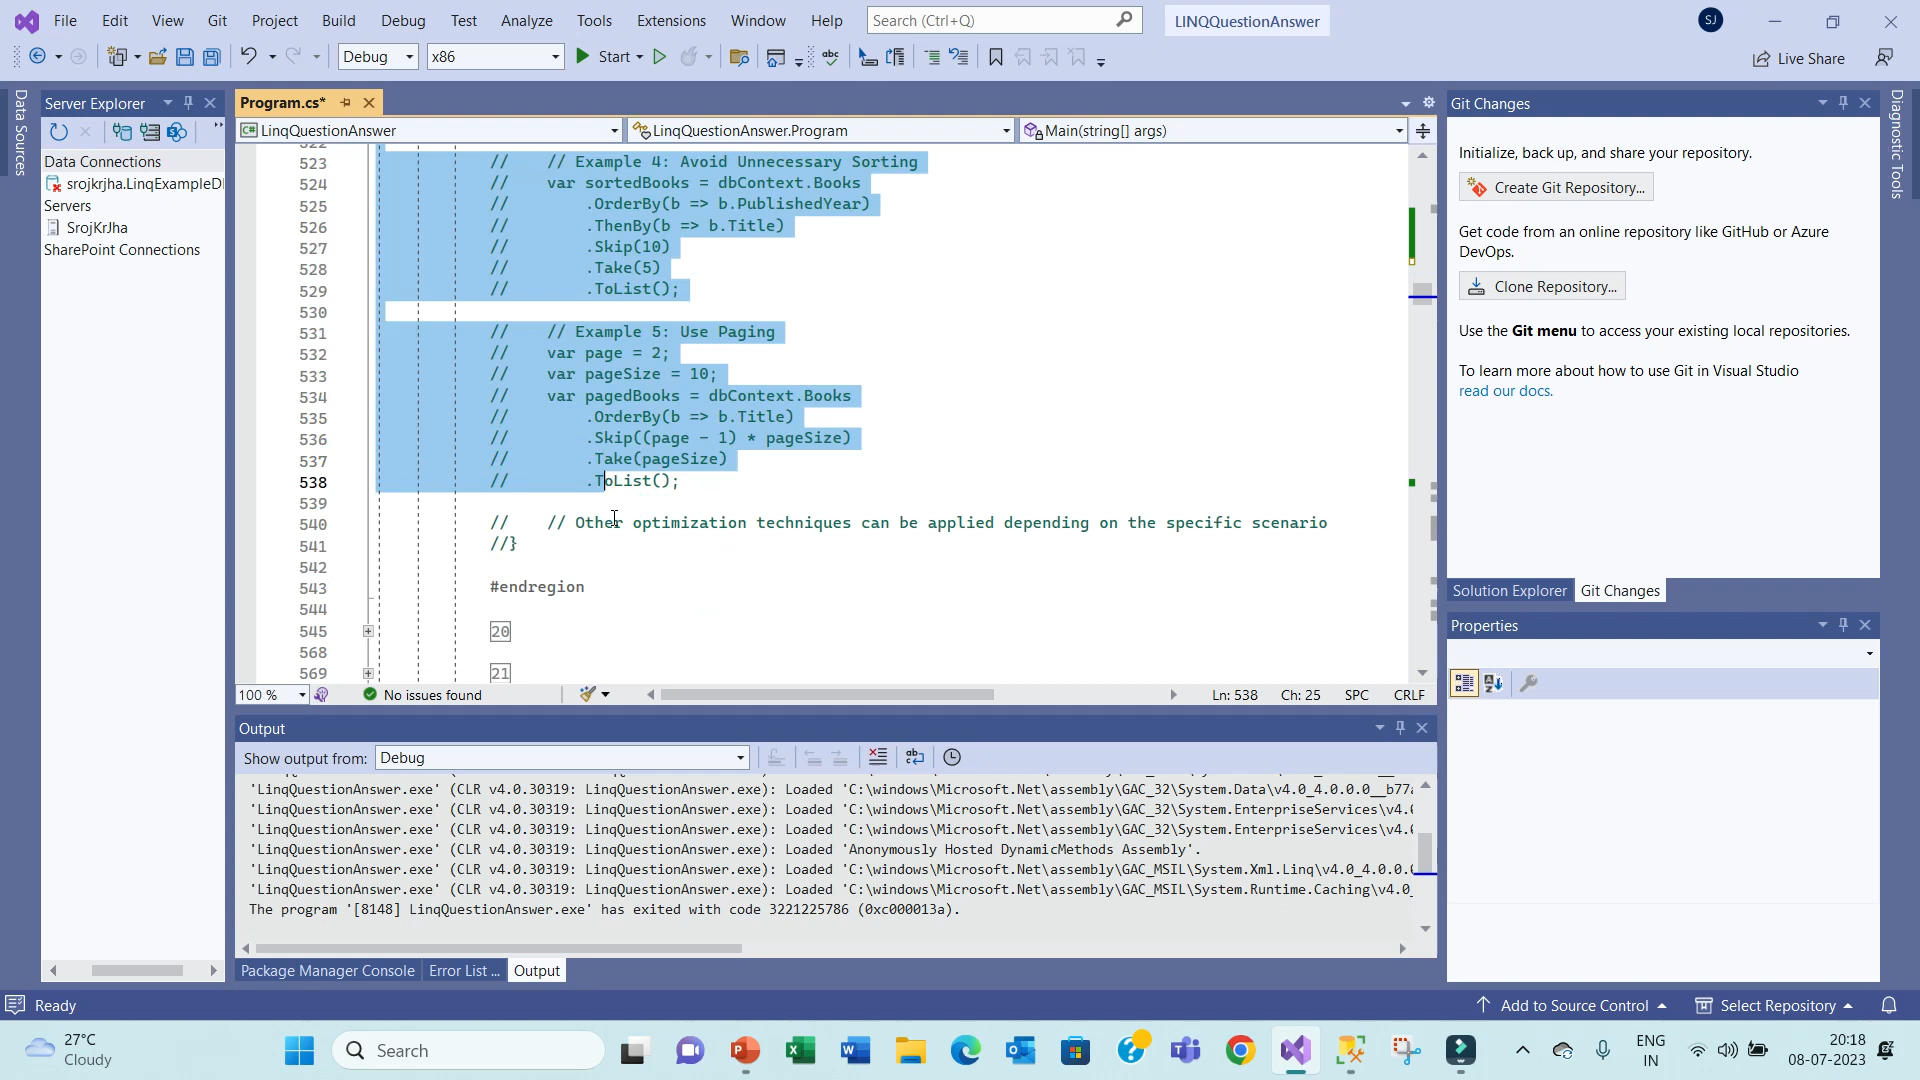 File Edit View Git Project Build Debug Test Analyze Tools Extensions Window Help Search (Ctrl+Q) LINQQuestionAnswer SJ
Debug x86 Start Live Share
Data Sources
Server Explorer
Data Connections
srojkrjha.LinqExampleD
Servers
SrojKrJha
SharePoint Connections
Program.cs*
LinqQuestionAnswer LinqQuestionAnswer.Program Main(string[] args)
523 // // Example 4: Avoid Unnecessary Sorting
524 // var sortedBooks = dbContext.Books
525 // .OrderBy(b => b.PublishedYear)
526 // .ThenBy(b => b.Title)
527 // .Skip(10)
528 // .Take(5)
529 // .ToList();
530
531 // // Example 5: Use Paging
532 // var page = 2;
533 // var pageSize = 10;
534 // var pagedBooks = dbContext.Books
535 // .OrderBy(b => b.Title)
536 // .Skip((page - 1) * pageSize)
537 // .Take(pageSize)
538 // .ToList();
539
540 // // Other optimization techniques can be applied depending on the specific scenario
541 //}
542
543 #endregion
544
545 20
568
569 21
100 % No issues found Ln: 538 Ch: 25 SPC CRLF
Output
Show output from: Debug
'LinqQuestionAnswer.exe' (CLR v4.0.30319: LinqQuestionAnswer.exe): Loaded 'C:\windows\Microsoft.Net\assembly\GAC_32\System.Data\v4.0_4.0.0.0__b77a
'LinqQuestionAnswer.exe' (CLR v4.0.30319: LinqQuestionAnswer.exe): Loaded 'C:\windows\Microsoft.Net\assembly\GAC_32\System.EnterpriseServices\v4.0
'LinqQuestionAnswer.exe' (CLR v4.0.30319: LinqQuestionAnswer.exe): Loaded 'C:\windows\Microsoft.Net\assembly\GAC_32\System.EnterpriseServices\v4.0
'LinqQuestionAnswer.exe' (CLR v4.0.30319: LinqQuestionAnswer.exe): Loaded 'Anonymously Hosted DynamicMethods Assembly'.
'LinqQuestionAnswer.exe' (CLR v4.0.30319: LinqQuestionAnswer.exe): Loaded 'C:\windows\Microsoft.Net\assembly\GAC_MSIL\System.Xml.Linq\v4.0_4.0.0.0
'LinqQuestionAnswer.exe' (CLR v4.0.30319: LinqQuestionAnswer.exe): Loaded 'C:\windows\Microsoft.Net\assembly\GAC_MSIL\System.Runtime.Caching\v4.0_
The program '[8148] LinqQuestionAnswer.exe' has exited with code 3221225786 (0xc000013a).
Package Manager Console Error List ... Output
Git Changes
Initialize, back up, and share your repository.
Create Git Repository...
Get code from an online repository like GitHub or Azure
DevOps.
Clone Repository...
Use the Git menu to access your existing local repositories.
To learn more about how to use Git in Visual Studio
read our docs.
Solution Explorer Git Changes
Properties
Diagnostic Tools
Ready Add to Source Control Select Repository
27°C
Cloudy
Search
ENG
IN
20:18
08-07-2023